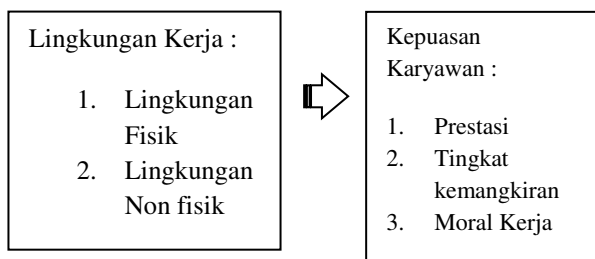 Lingkungan Kerja :
1. Lingkungan
Fisik
2. Lingkungan
Non fisik
Kepuasan
Karyawan :
1. Prestasi
2. Tingkat
kemangkiran
3. Moral Kerja